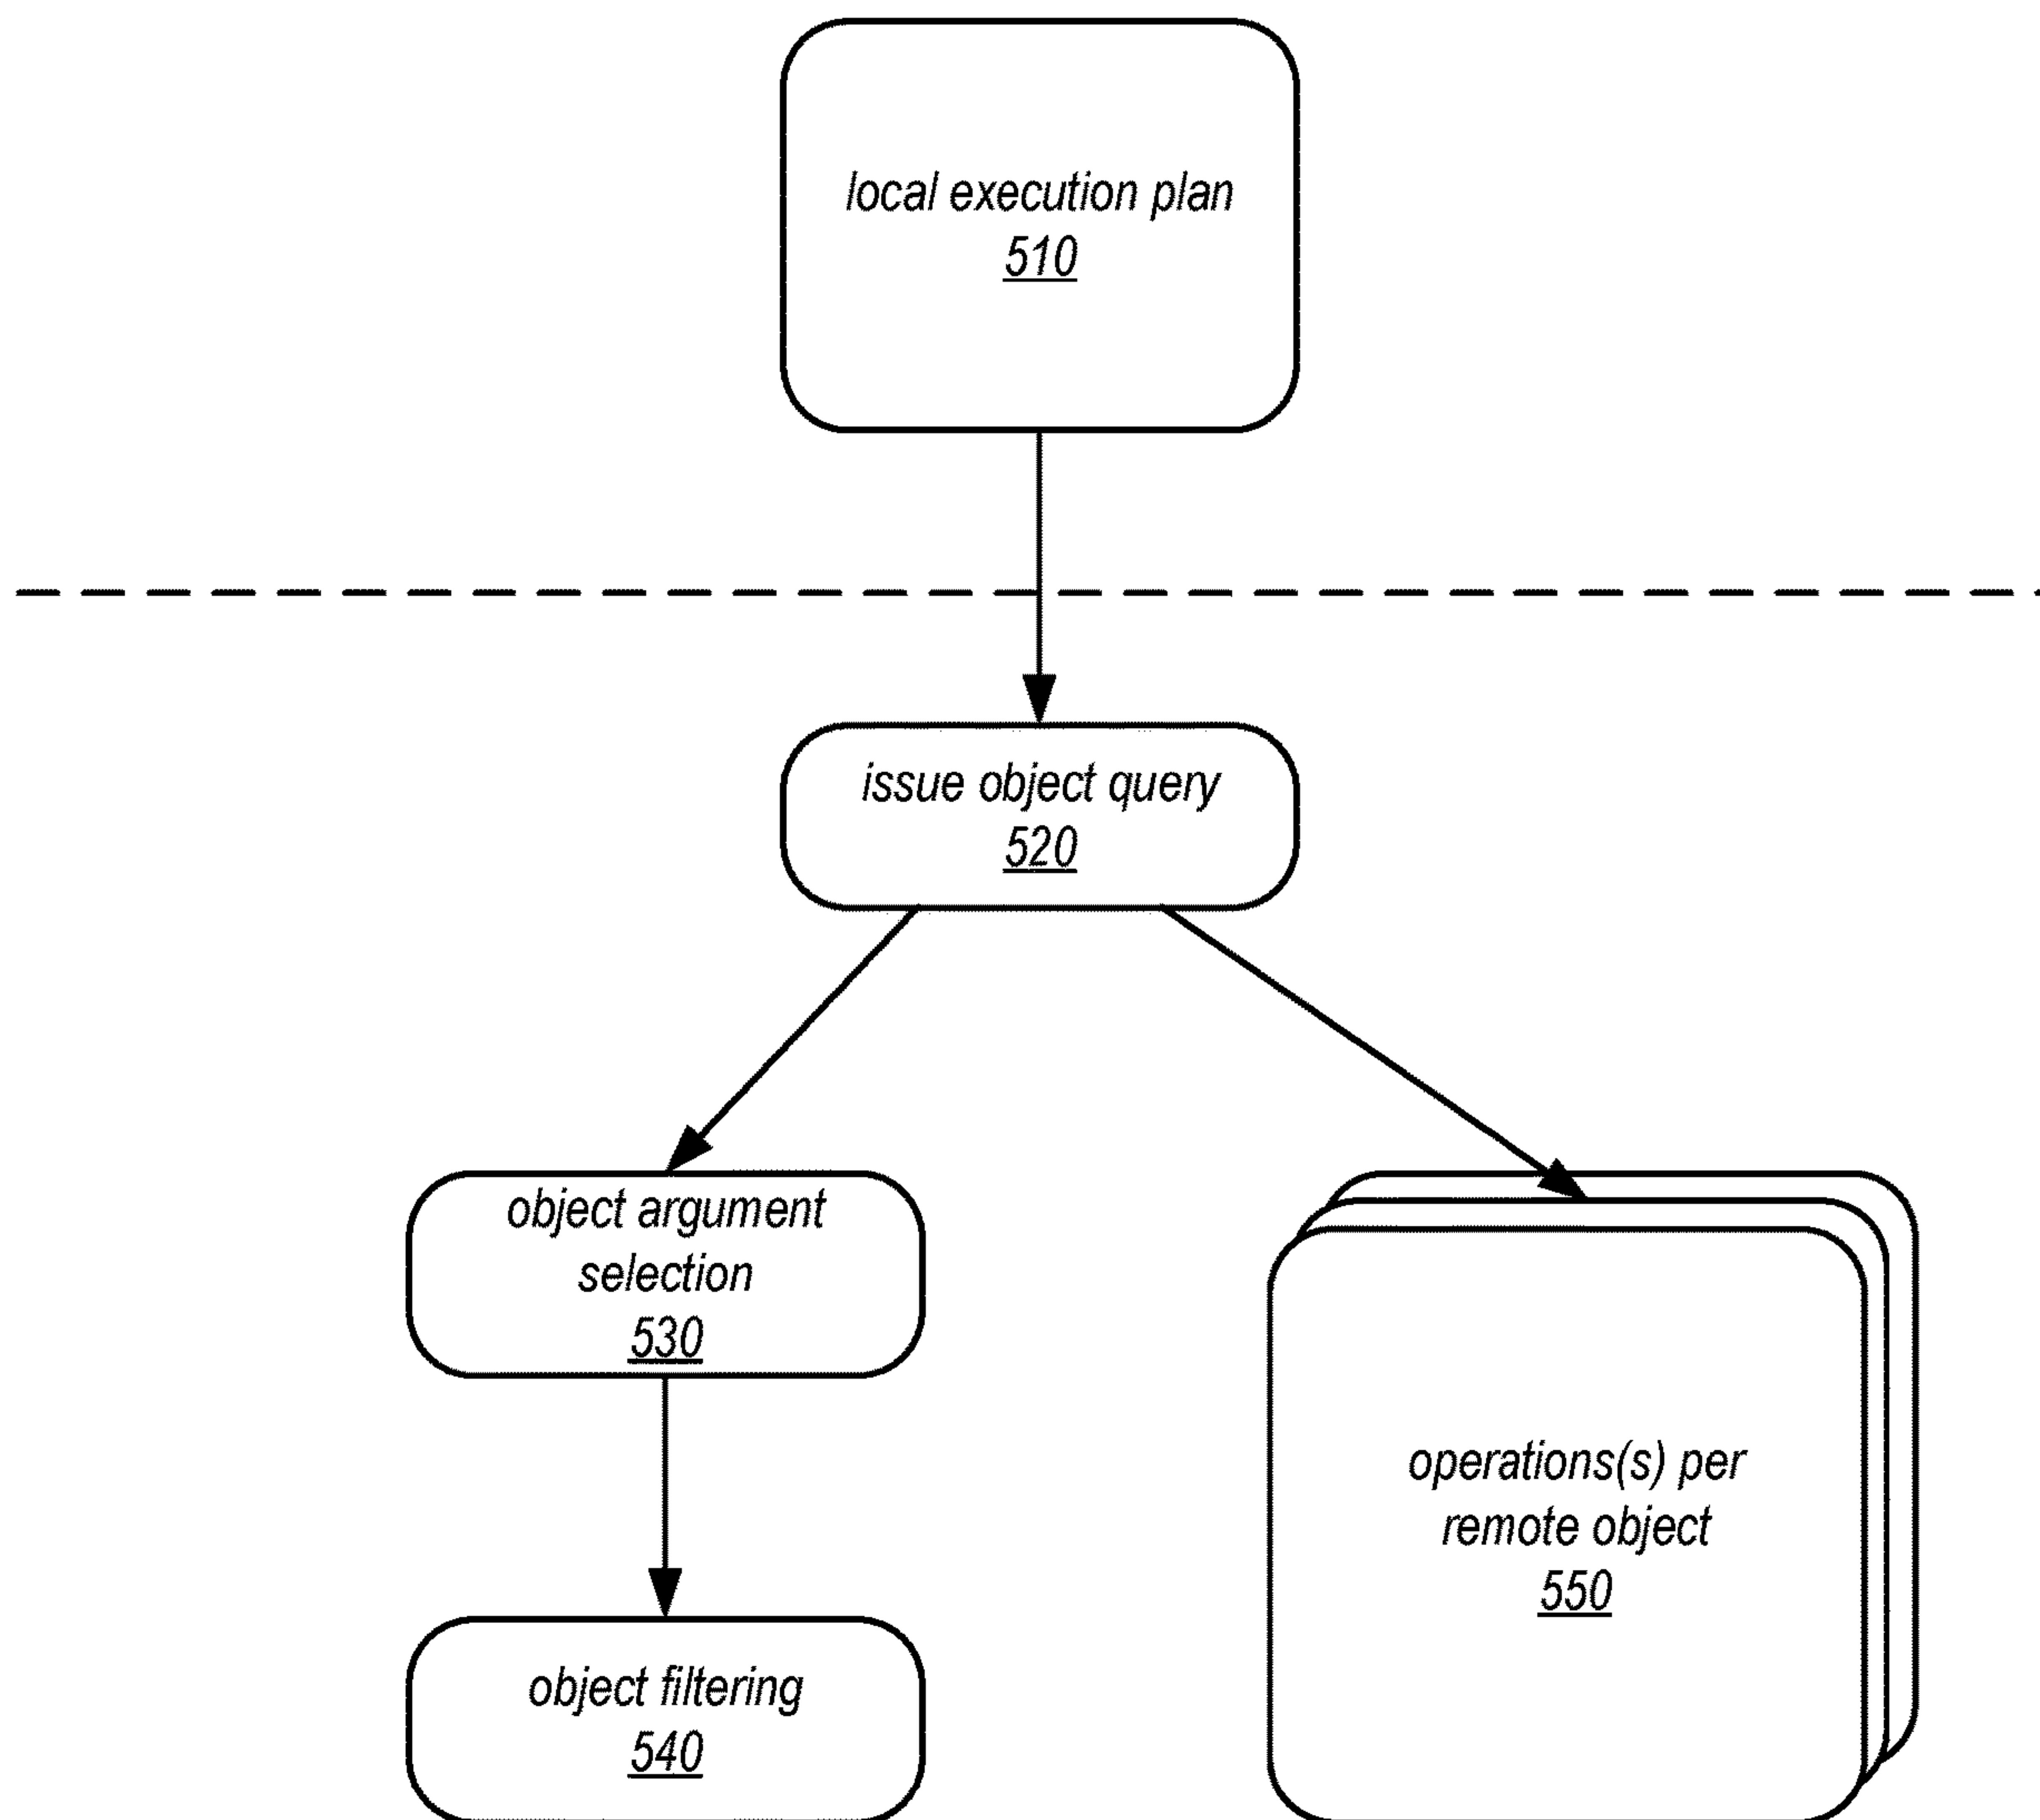 local execution plan
510
issue object query
520
object argument
selection
530
operations(s) per
remote object
550
object filtering
540